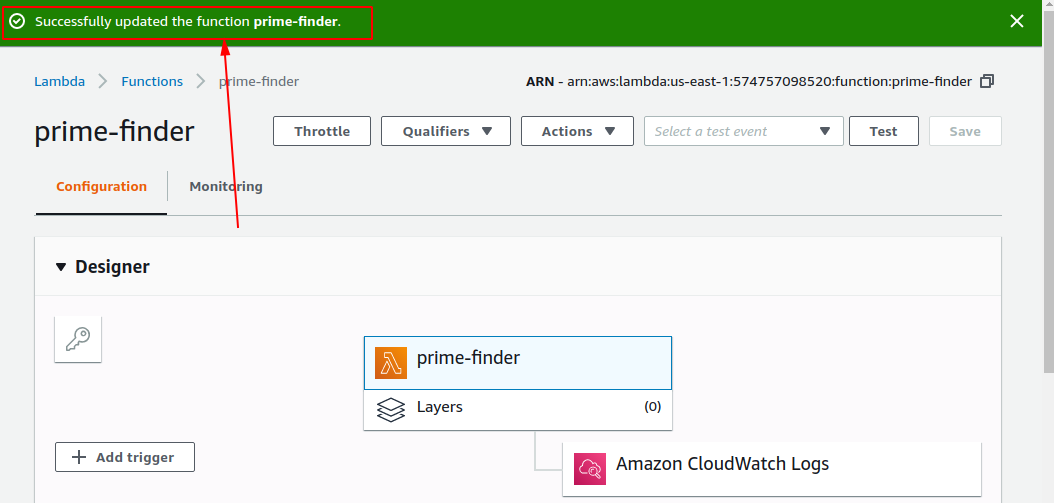 Successfully updated the function prime-finder.
Lambda Functions prime-finder
ARN - arn:aws:lambda:us-east-1:574757098520:function:prime-finder
prime-finder
Throttle Qualifiers Actions Select a test event Test Save
Configuration Monitoring
Designer
prime-finder
Layers (0)
Add trigger
Amazon CloudWatch Logs